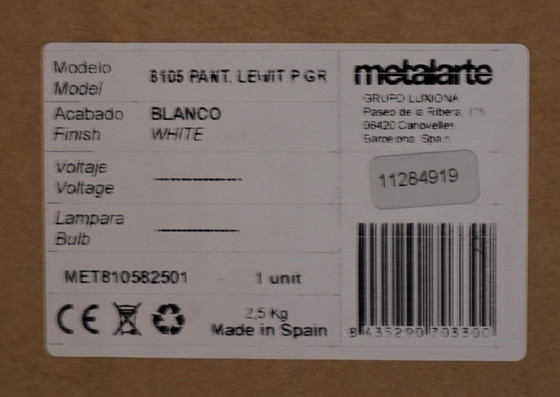 Modelo
Model
8105 PANT. LEWIT P GR
Acabado
Finish
BLANCO
WHITE
Voltaje
Voltage
Lampara
Bulb
MET810582501 1 unit
2,5 Kg
Made in Spain
metalarte
GRUPO LUXIONA
Paseo de la Ribera, 115
08420 Canovelles
Barcelona, Spain
11284919